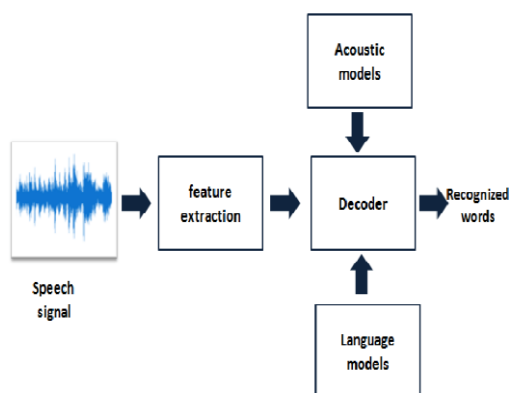 Acoustic
models
feature
extraction
Decoder
Recognized
words
Speech
signal
Language
models